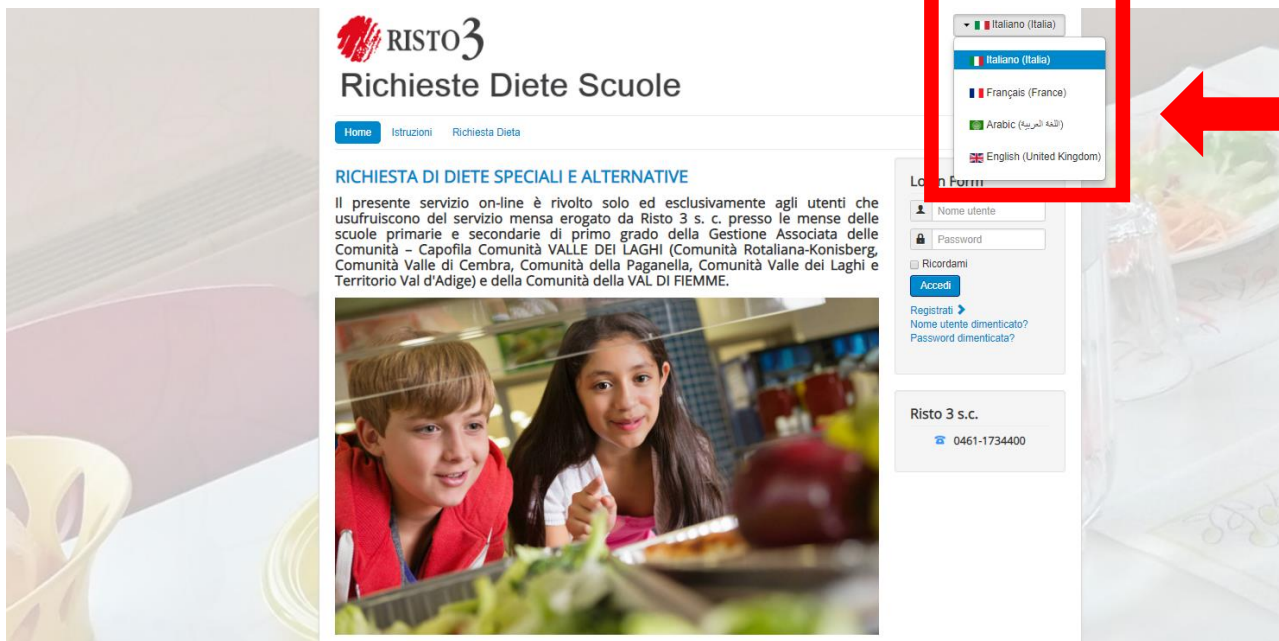 RISTO3
Richieste Diete Scuole
Italiano (Italia)
Italiano (Italia)
Français (France)
Arabic (اللغة العربية)
English (United Kingdom)
Home Istruzioni Richiesta Dieta
RICHIESTA DI DIETE SPECIALI E ALTERNATIVE
Il presente servizio on-line è rivolto solo ed esclusivamente agli utenti che
usufruiscono del servizio mensa erogato da Risto 3 s. c. presso le mense delle
scuole primarie e secondarie di primo grado della Gestione Associata delle
Comunità – Capofila Comunità VALLE DEI LAGHI (Comunità Rotaliana-Konisberg,
Comunità Valle di Cembra, Comunità della Paganella, Comunità Valle dei Laghi e
Territorio Val d'Adige) e della Comunità della VAL DI FIEMME.
Login Form
Nome utente
Password
Ricordami
Accedi
Registrati
Nome utente dimenticato?
Password dimenticata?
Risto 3 s.c.
0461-1734400